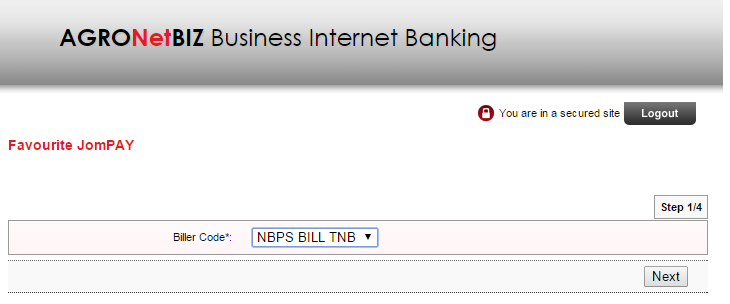 AGRONetBIZ Business Internet Banking
You are in a secured site Logout
Favourite JomPAY
Step 1/4
Biller Code*: NBPS BILL TNB
Next